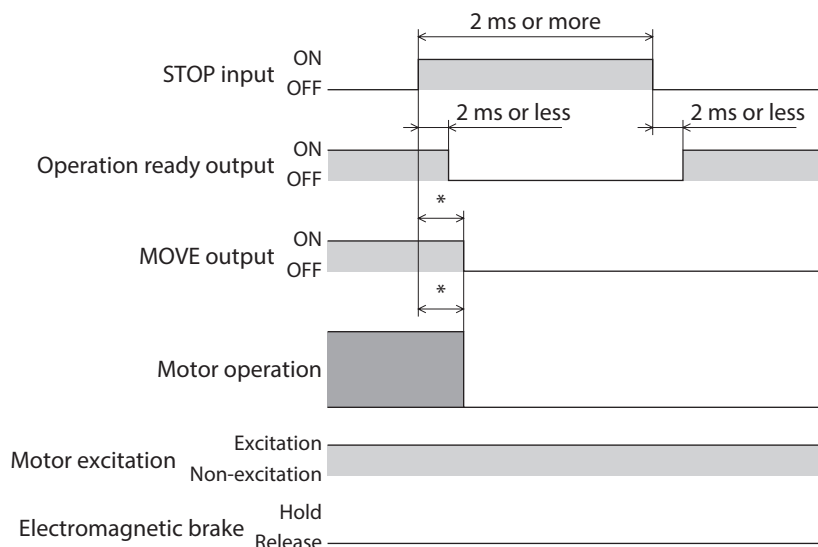 2 ms or more
STOP input
ON
OFF
2 ms or less
2 ms or less
Operation ready output
ON
OFF
*
MOVE output
ON
OFF
*
Motor operation
Motor excitation
Excitation
Non-excitation
Electromagnetic brake
Hold
Release